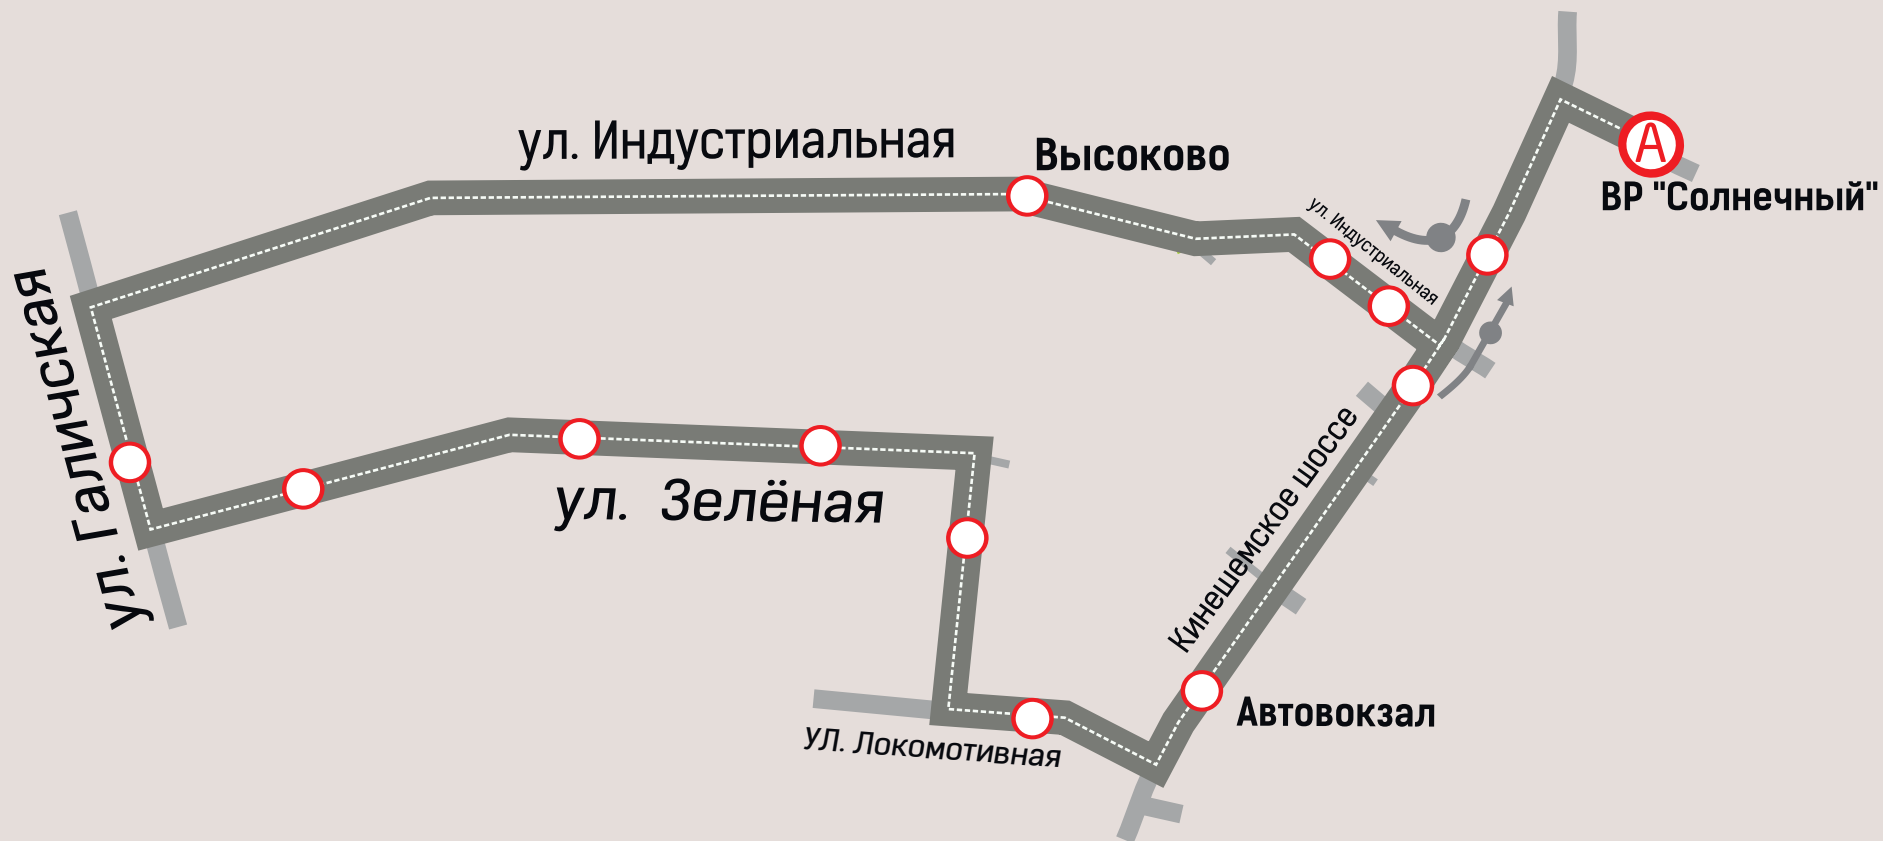 ул. Индустриальная
Высоково
А
ВР "Солнечный"
ул. Индустриальная
ул. Галичская
ул. Зелёная
Кинешемское шоссе
Автовокзал
УЛ. Локомотивная